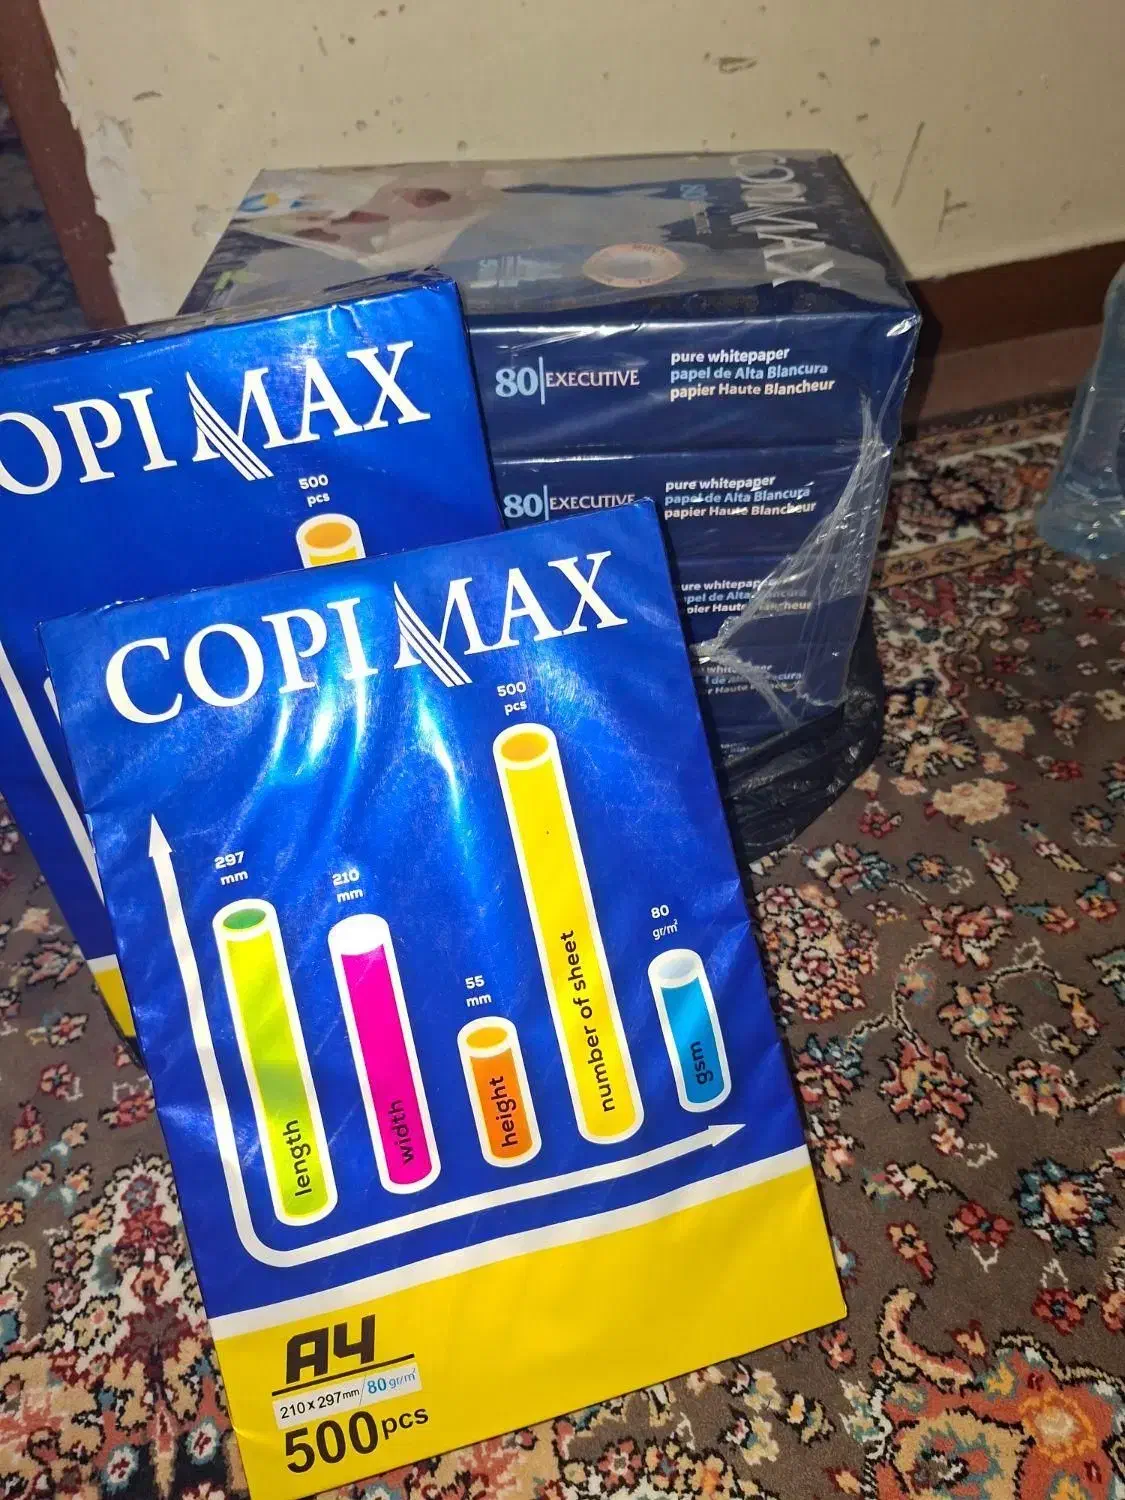 COPIMAX
80 EXECUTIVE
pure whitepaper
papel de Alta Blancura
papier Haute Blancheur
80 EXECUTIVE
pure whitepaper
papel de Alta Blancura
papier Haute Blancheur
pure whitepaper
papel de Alta Blancura
papier Haute Blancheur
OPIMAX
500
pcs
COPIMAX
500
pcs
297
mm
210
mm
55
mm
80
gr/m²
length
width
height
number of sheet
gsm
A4
210 x 297mm/80gr/m²
500pcs